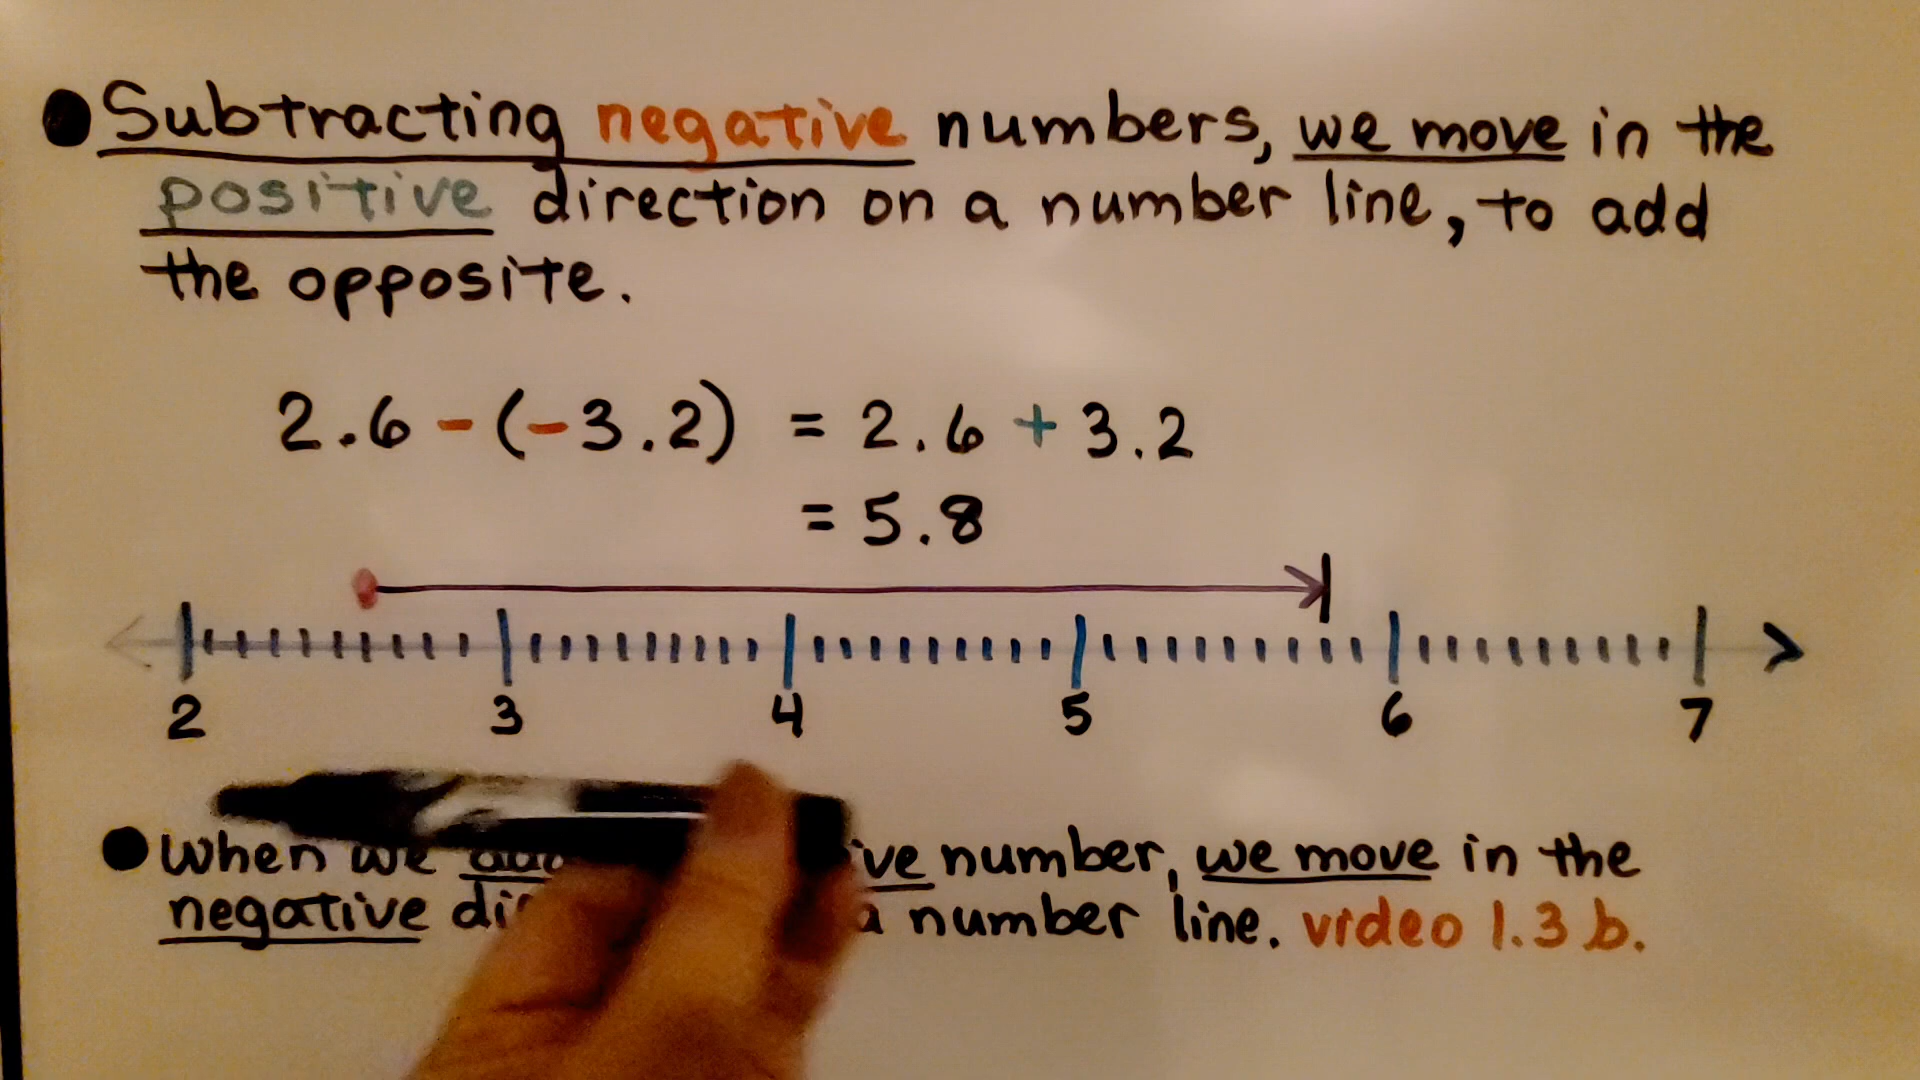 Subtracting negative numbers, we move in the
positive direction on a number line, to add
the opposite.
2.6 - (-3.2) = 2.6 + 3.2
= 5.8
2 3 4 5 6 7
When we number, we move in the
negative a number line. video 1.3 b.